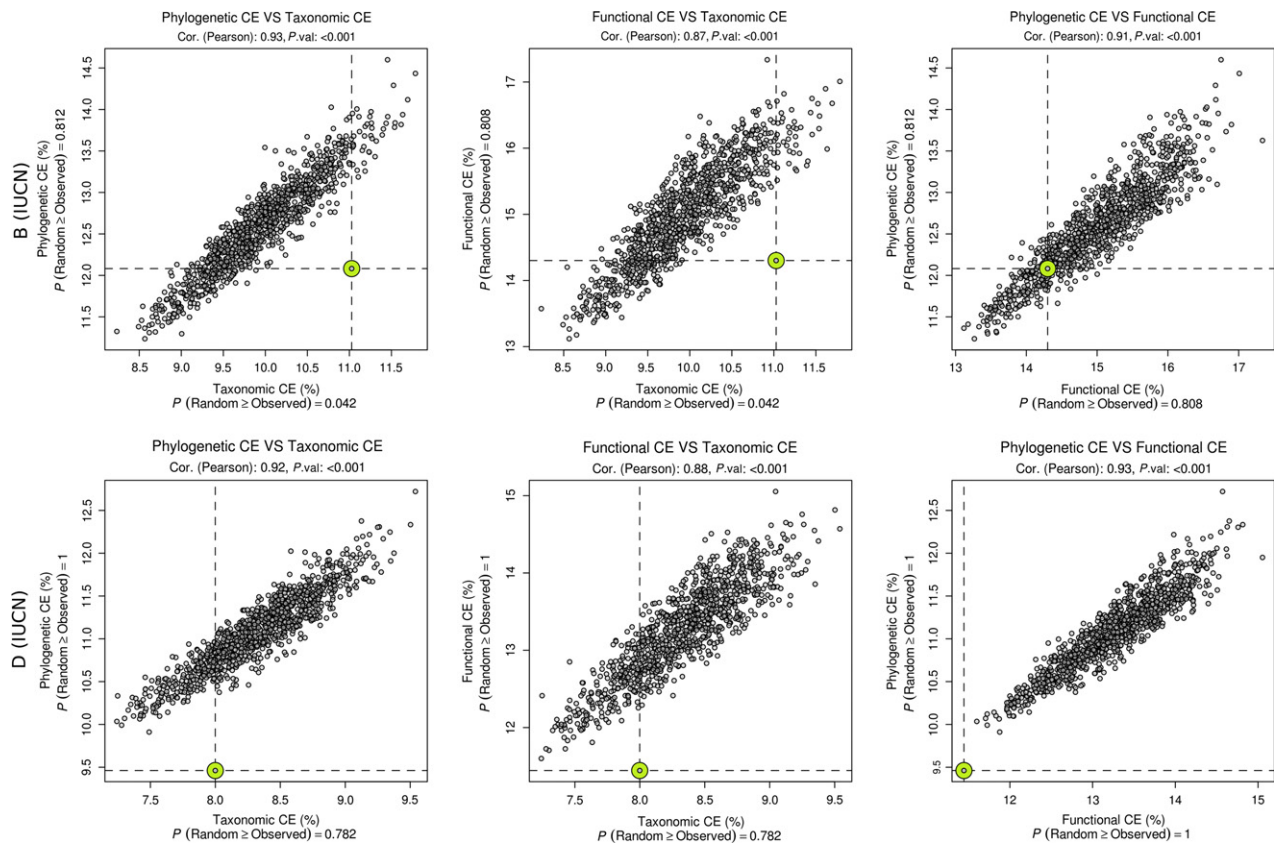 Phylogenetic CE VS Taxonomic CE
Cor. (Pearson): 0.93, P.val: <0.001
B (IUCN)
Phylogenetic CE (%)
P (Random ≥ Observed) = 0.812
14.5
14.0
13.5
13.0
12.5
12.0
11.5
8.5 9.0 9.5 10.0 10.5 11.0 11.5
Taxonomic CE (%)
P (Random ≥ Observed) = 0.042
Functional CE VS Taxonomic CE
Cor. (Pearson): 0.87, P.val: <0.001
Functional CE (%)
P (Random ≥ Observed) = 0.808
17
16
15
14
13
8.5 9.0 9.5 10.0 10.5 11.0 11.5
Taxonomic CE (%)
P (Random ≥ Observed) = 0.042
Phylogenetic CE VS Functional CE
Cor. (Pearson): 0.91, P.val: <0.001
Phylogenetic CE (%)
P (Random ≥ Observed) = 0.812
14.5
14.0
13.5
13.0
12.5
12.0
11.5
13 14 15 16 17
Functional CE (%)
P (Random ≥ Observed) = 0.808
Phylogenetic CE VS Taxonomic CE
Cor. (Pearson): 0.92, P.val: <0.001
D (IUCN)
Phylogenetic CE (%)
P (Random ≥ Observed) = 1
12.5
12.0
11.5
11.0
10.5
10.0
9.5
7.5 8.0 8.5 9.0 9.5
Taxonomic CE (%)
P (Random ≥ Observed) = 0.782
Functional CE VS Taxonomic CE
Cor. (Pearson): 0.88, P.val: <0.001
Functional CE (%)
P (Random ≥ Observed) = 1
15
14
13
12
7.5 8.0 8.5 9.0 9.5
Taxonomic CE (%)
P (Random ≥ Observed) = 0.782
Phylogenetic CE VS Functional CE
Cor. (Pearson): 0.93, P.val: <0.001
Phylogenetic CE (%)
P (Random ≥ Observed) = 1
12.5
12.0
11.5
11.0
10.5
10.0
9.5
12 13 14 15
Functional CE (%)
P (Random ≥ Observed) = 1